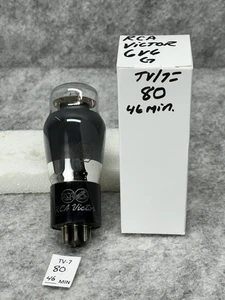 RCA
VICTOR
6V6
G
TV/7=
80
46 min.
RCA Victor
TV-7
80
46 MIN